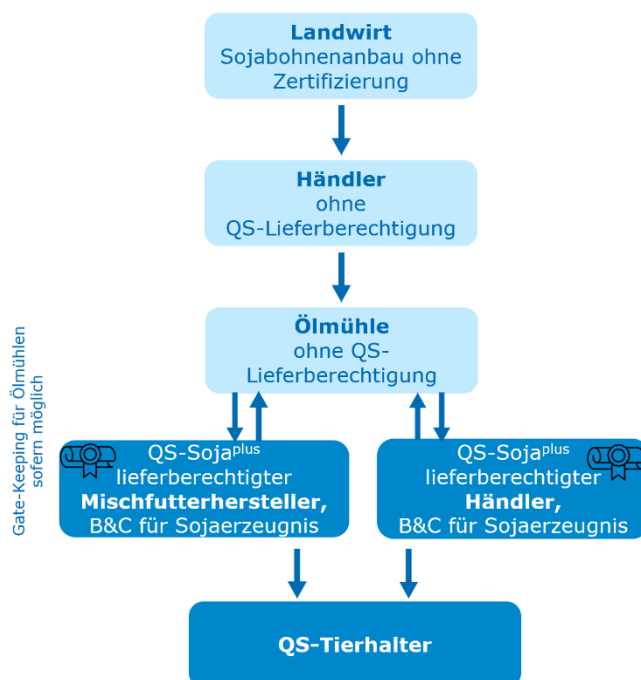 Landwirt
Sojabohnenanbau ohne
Zertifizierung
Händler
ohne
QS-Lieferberechtigung
Ölmühle
ohne QS-
Lieferberechtigung
Gate-Keeping für Ölmühlen
sofern möglich
QS-Sojaplus
lieferberechtigter
Mischfutterhersteller,
B&C für Sojaerzeugnis
QS-Sojaplus
lieferberechtigter
Händler,
B&C für Sojaerzeugnis
QS-Tierhalter